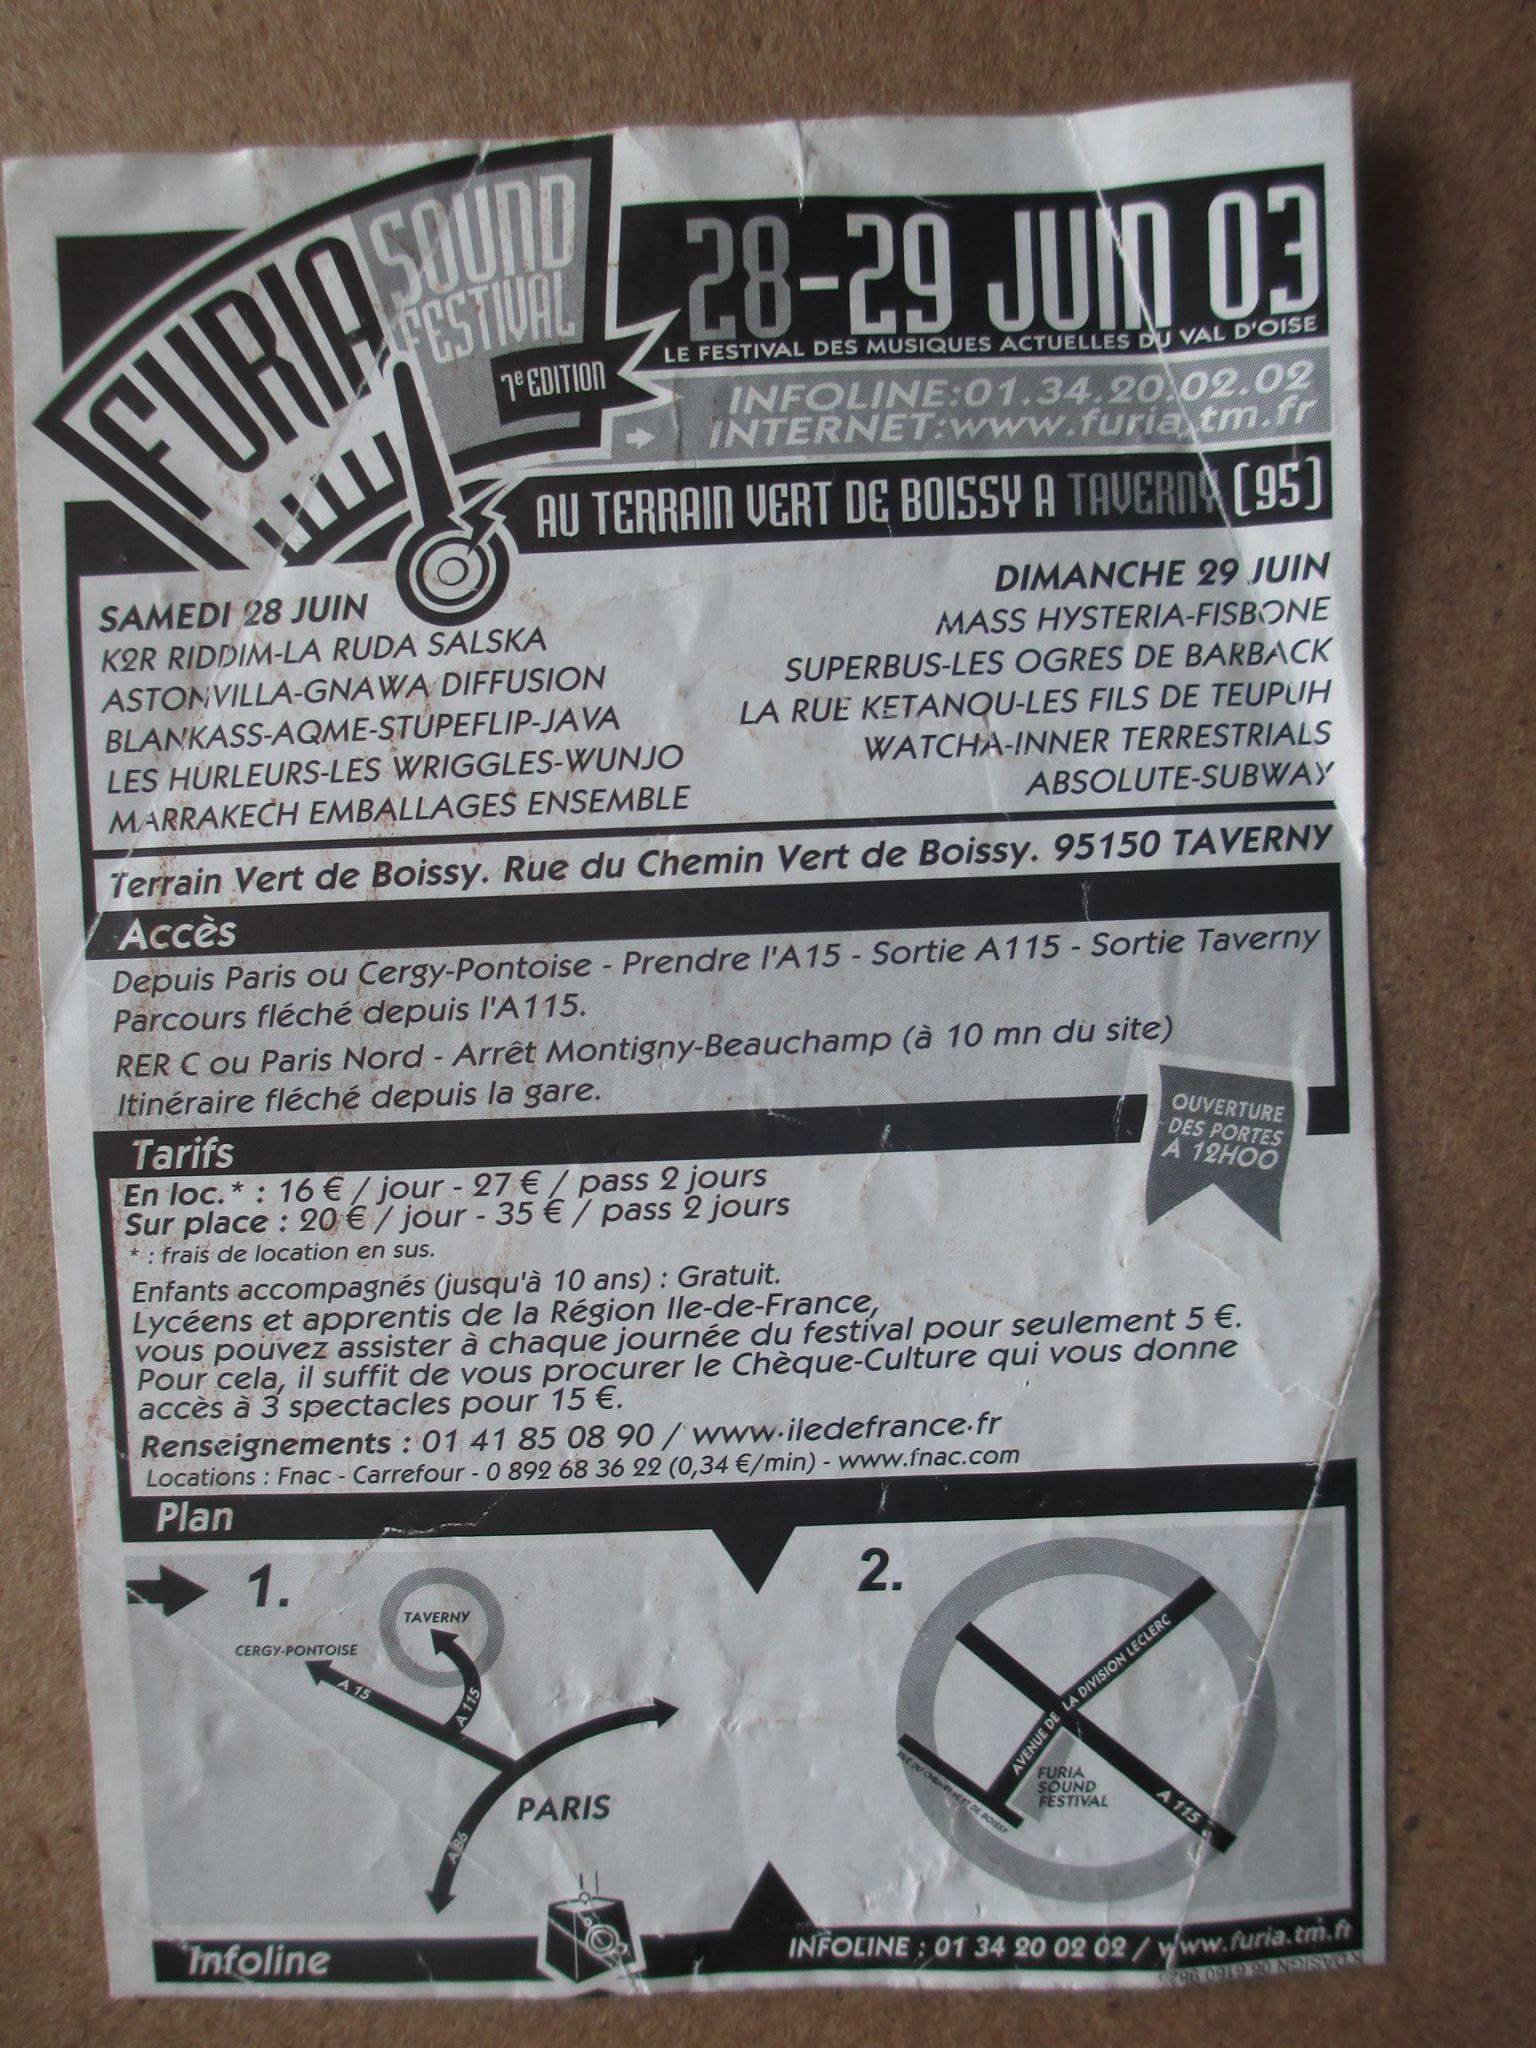 FURIA
SOUND
FESTIVAL
7e EDITION
28-29 JUIN 03
LE FESTIVAL DES MUSIQUES ACTUELLES DU VAL D'OISE
INFOLINE:01.34.20.02.02
INTERNET:www.furia.tm.fr
AU TERRAIN VERT DE BOISSY A TAVERNY (95)
SAMEDI 28 JUIN
K2R RIDDIM-LA RUDA SALSKA
ASTONVILLA-GNAWA DIFFUSION
BLANKASS-AQME-STUPEFLIP-JAVA
LES HURLEURS-LES WRIGGLES-WUNJO
MARRAKECH EMBALLAGES ENSEMBLE
DIMANCHE 29 JUIN
MASS HYSTERIA-FISBONE
SUPERBUS-LES OGRES DE BARBACK
LA RUE KETANOU-LES FILS DE TEUPUH
WATCHA-INNER TERRESTRIALS
ABSOLUTE-SUBWAY
Terrain Vert de Boissy. Rue du Chemin Vert de Boissy. 95150 TAVERNY
Accès
Depuis Paris ou Cergy-Pontoise - Prendre l'A15 - Sortie A115 - Sortie Taverny
Parcours fléché depuis l'A115.
RER C ou Paris Nord - Arrêt Montigny-Beauchamp (à 10 mn du site)
Itinéraire fléché depuis la gare.
OUVERTURE
DES PORTES
A 12H00
Tarifs
En loc.* : 16 € / jour - 27 € / pass 2 jours
Sur place : 20 € / jour - 35 € / pass 2 jours
* : frais de location en sus.
Enfants accompagnés (jusqu'à 10 ans) : Gratuit.
Lycéens et apprentis de la Région Ile-de-France,
vous pouvez assister à chaque journée du festival pour seulement 5 €.
Pour cela, il suffit de vous procurer le Chèque-Culture qui vous donne
accès à 3 spectacles pour 15 €.
Renseignements : 01 41 85 08 90 / www.iledefrance.fr
Locations : Fnac - Carrefour - 0 892 68 36 22 (0,34 €/min) - www.fnac.com
Plan
1.
TAVERNY
CERGY-PONTOISE
A 15
A 115
PARIS
A 86
2.
AVENUE DE LA DIVISION LECLERC
RUE DU CHEMIN VERT DE BOISSY
FURIA
SOUND
FESTIVAL
A 115
Infoline
INFOLINE : 01 34 20 02 02 / www.furia.tm.fr